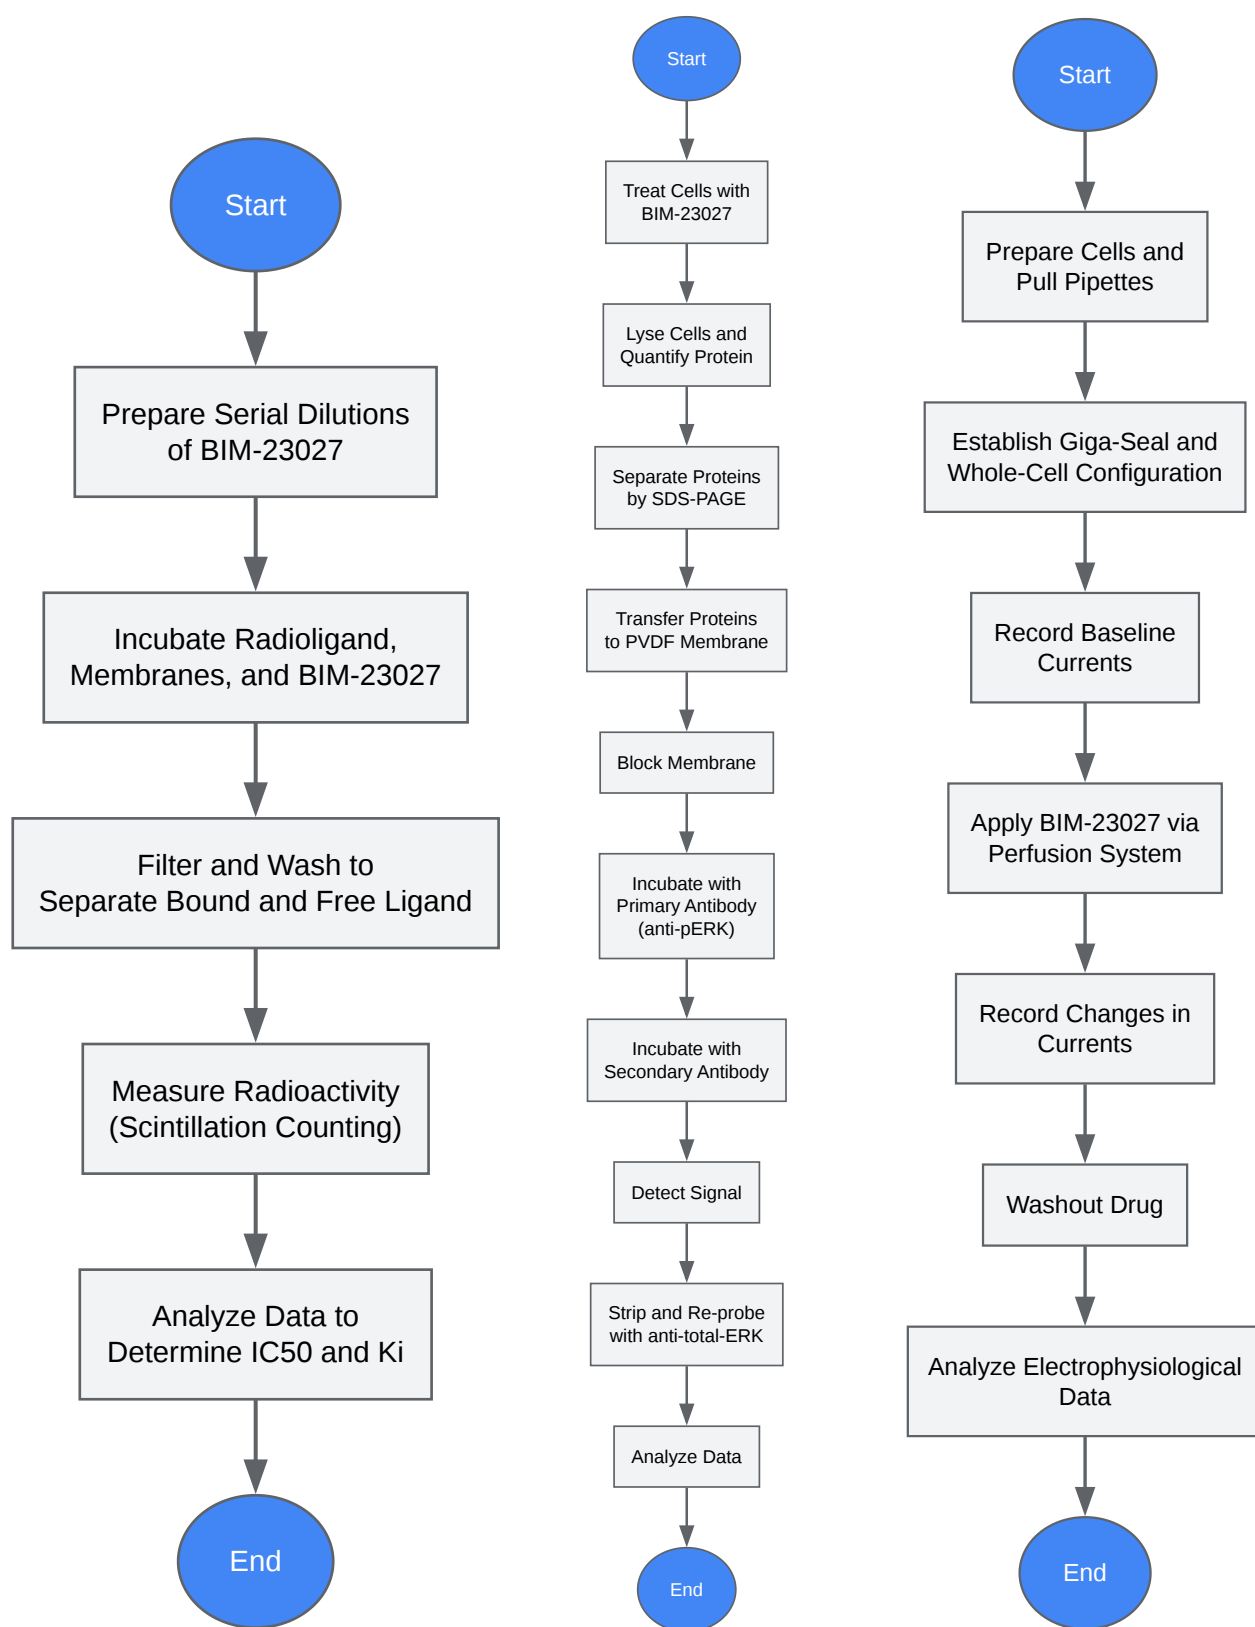 Start
Prepare Serial Dilutions
of BIM-23027
Incubate Radioligand,
Membranes, and BIM-23027
Filter and Wash to
Separate Bound and Free Ligand
Measure Radioactivity
(Scintillation Counting)
Analyze Data to
Determine IC50 and Ki
End
Start
Treat Cells with
BIM-23027
Lyse Cells and
Quantify Protein
Separate Proteins
by SDS-PAGE
Transfer Proteins
to PVDF Membrane
Block Membrane
Incubate with
Primary Antibody
(anti-pERK)
Incubate with
Secondary Antibody
Detect Signal
Strip and Re-probe
with anti-total-ERK
Analyze Data
End
Start
Prepare Cells and
Pull Pipettes
Establish Giga-Seal and
Whole-Cell Configuration
Record Baseline
Currents
Apply BIM-23027 via
Perfusion System
Record Changes in
Currents
Washout Drug
Analyze Electrophysiological
Data
End